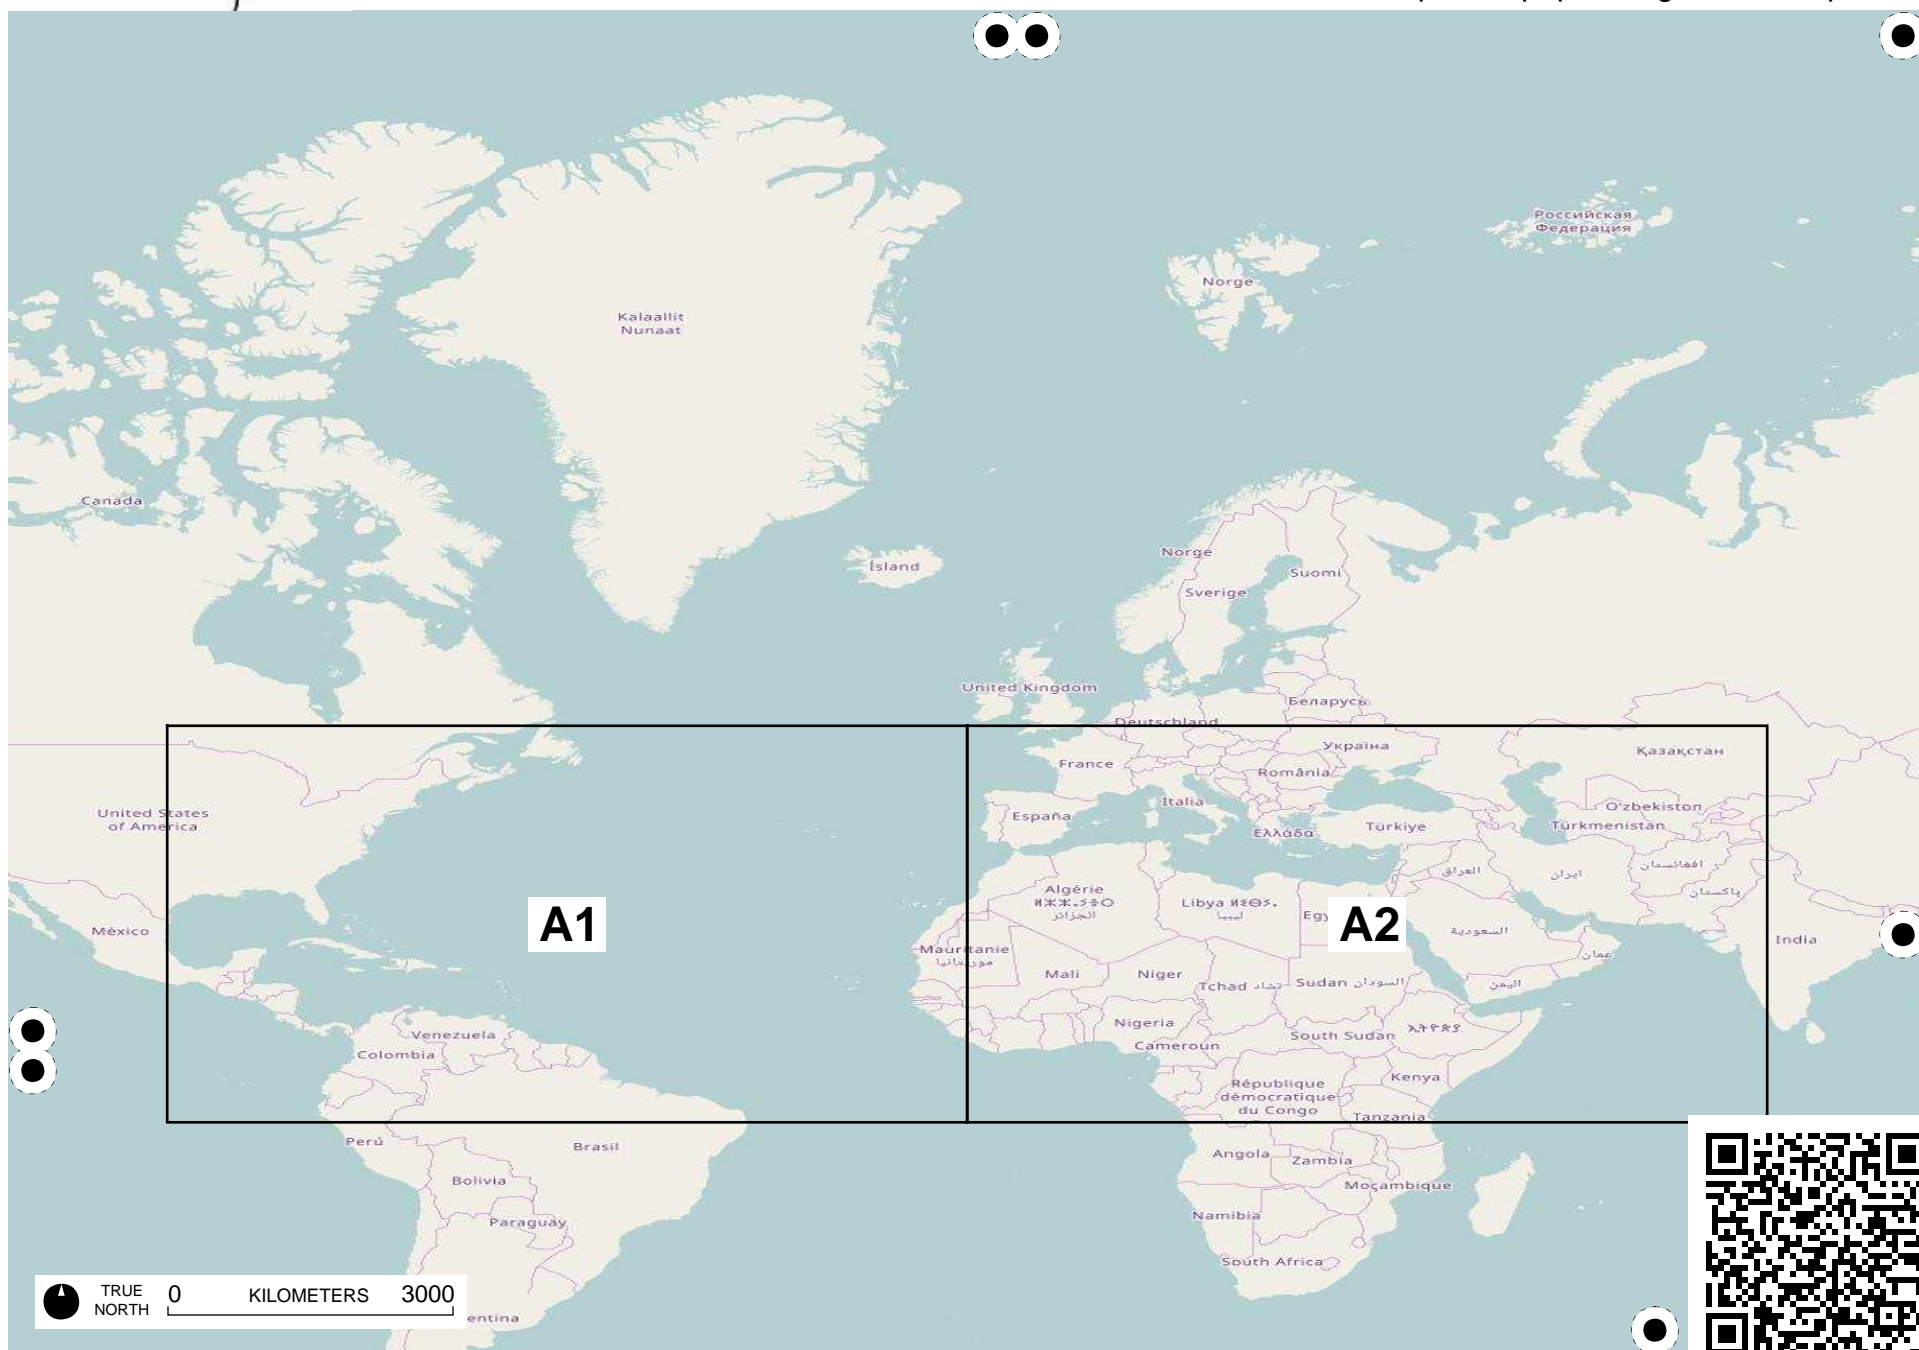 Российская
Федерация
Norge
Kalaallit
Nunaat
Canada
Norge
Ísland
Suomi
Sverige
United Kingdom
Беларусь
Deutschland
Україна
Қазақстан
France
România
Italia
Oʻzbekiston
United States
of America
España
Türkiye
Türkmenistan
Ελλάδα
افغانستان
العراق
ایران
Algérie
ⵍⵣⵣⴰⵢⴻⵔ
الجزائر
پاکستان
Libya ⵍⵉⴱⵢⴰ
ليبيا
Egy
A1
A2
México
السعودية
India
Mauritanie
موريتانيا
عمان
Mali
Niger
Tchad تشاد
Sudan السودان
اليمن
Nigeria
Venezuela
South Sudan
ኢትዮጵያ
Cameroun
Colombia
Kenya
République
démocratique
du Congo
Tanzania
Perú
Brasil
Angola
Zambia
Bolivia
Moçambique
Namibia
Paraguay
South Africa
TRUE
NORTH
0 KILOMETERS 3000
entina